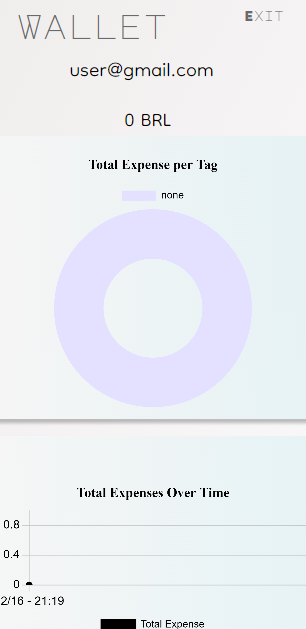 WALLET
EXIT
user@gmail.com
0 BRL
Total Expense per Tag
none
Total Expenses Over Time
0.8
0.4
0
2/16 - 21:19
Total Expense